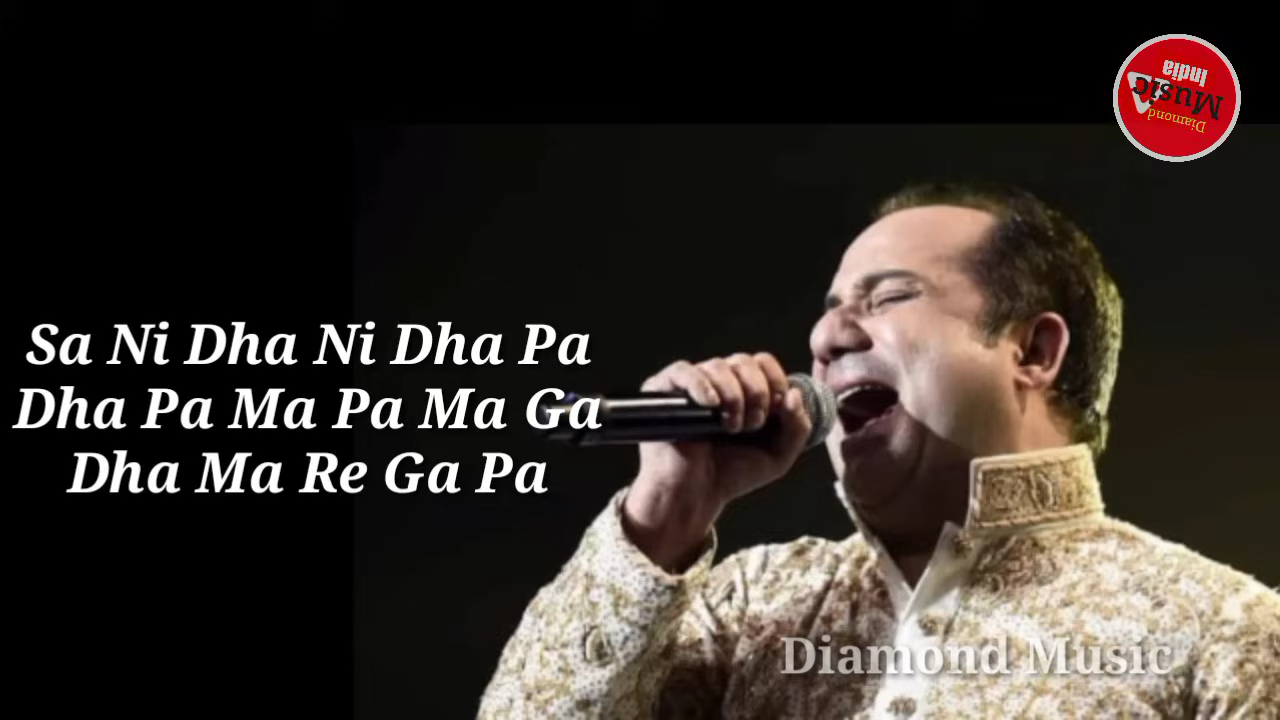 India
Music
Diamond
Sa Ni Dha Ni Dha Pa
Dha Pa Ma Pa Ma Ga
Dha Ma Re Ga Pa
Diamond Music